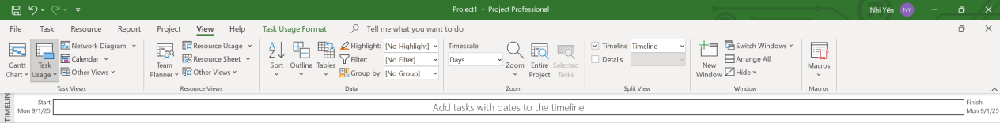 Project1 - Project Professional
Nhi Yến NY
File Task Resource Report Project View Help Task Usage Format Tell me what you want to do
Gantt Chart
Task Usage
Network Diagram
Calendar
Other Views
Task Views
Team Planner
Resource Usage
Resource Sheet
Other Views
Resource Views
Sort
Outline
Tables
Highlight: [No Highlight]
Filter: [No Filter]
Group by: [No Group]
Data
Timescale:
Days
Zoom
Entire Project
Selected Tasks
Zoom
Timeline Timeline
Details
Split View
New Window
Switch Windows
Arrange All
Hide
Window
Macros
Macros
TIMELIN
Start
Mon 9/1/25
Add tasks with dates to the timeline
Finish
Mon 9/1/25